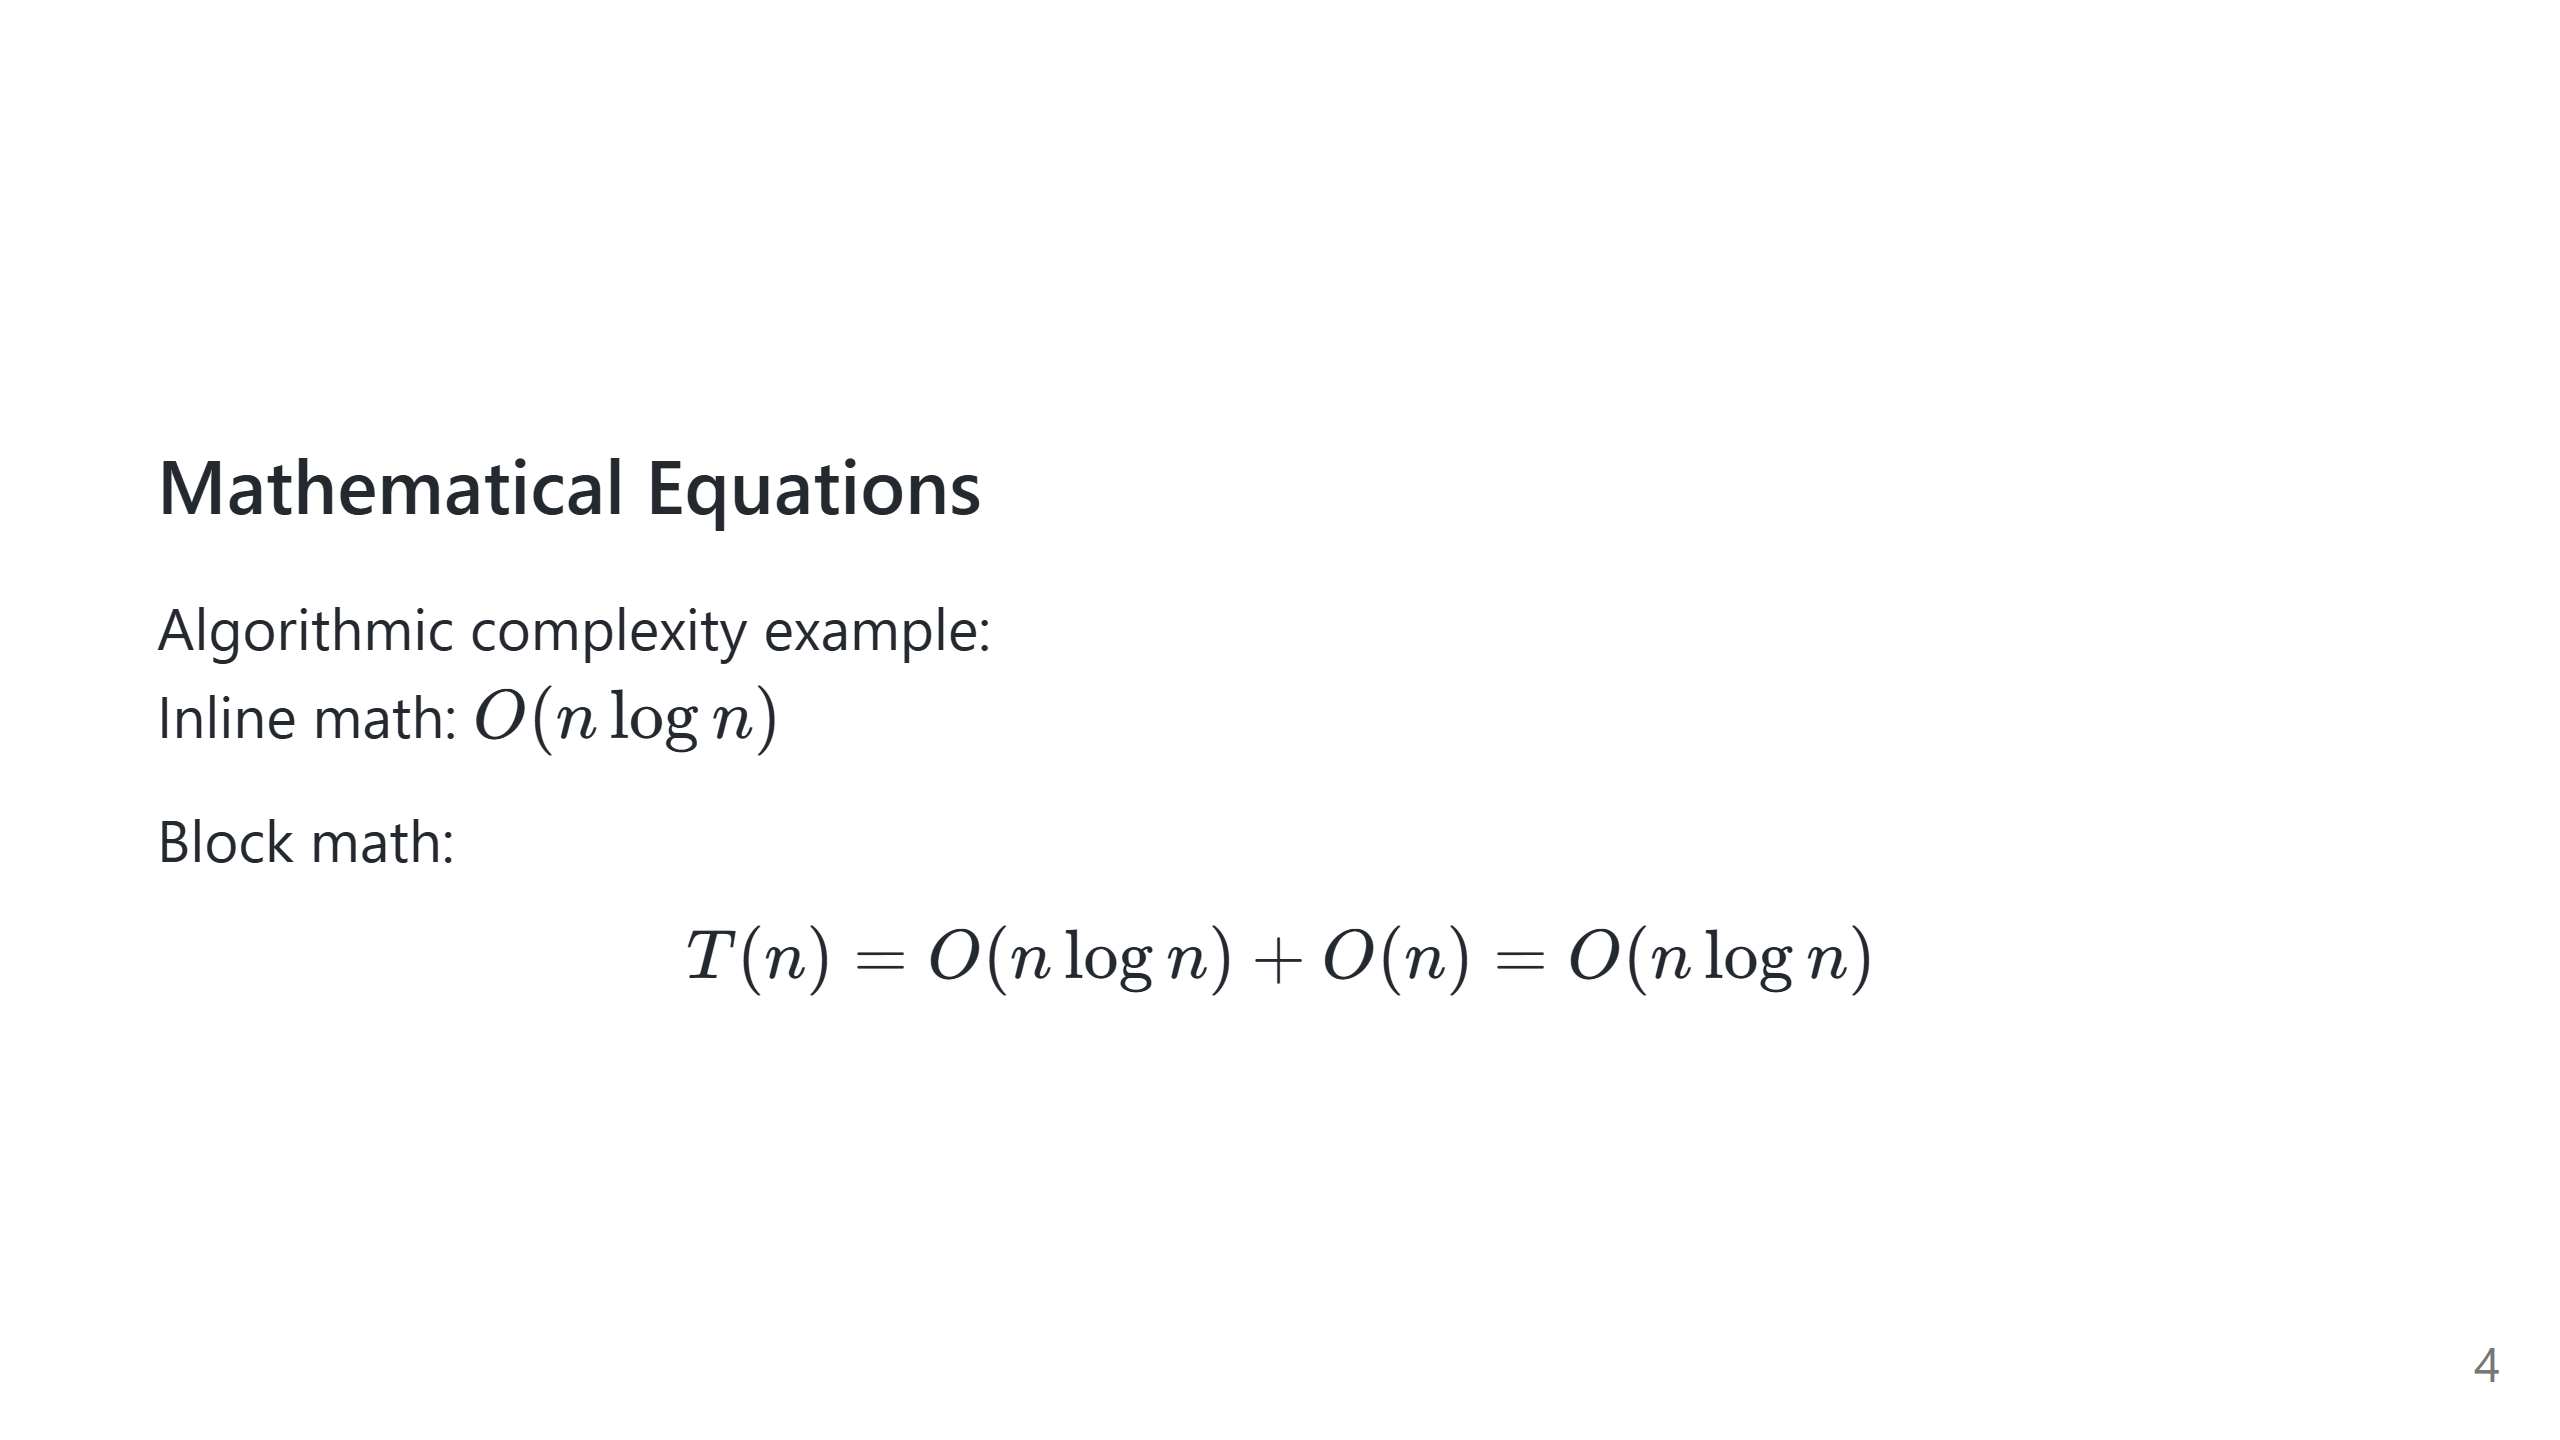 Mathematical Equations
Algorithmic complexity example:
Inline math: O(n log n)
Block math:
T(n) = O(n log n) + O(n) = O(n log n)
4